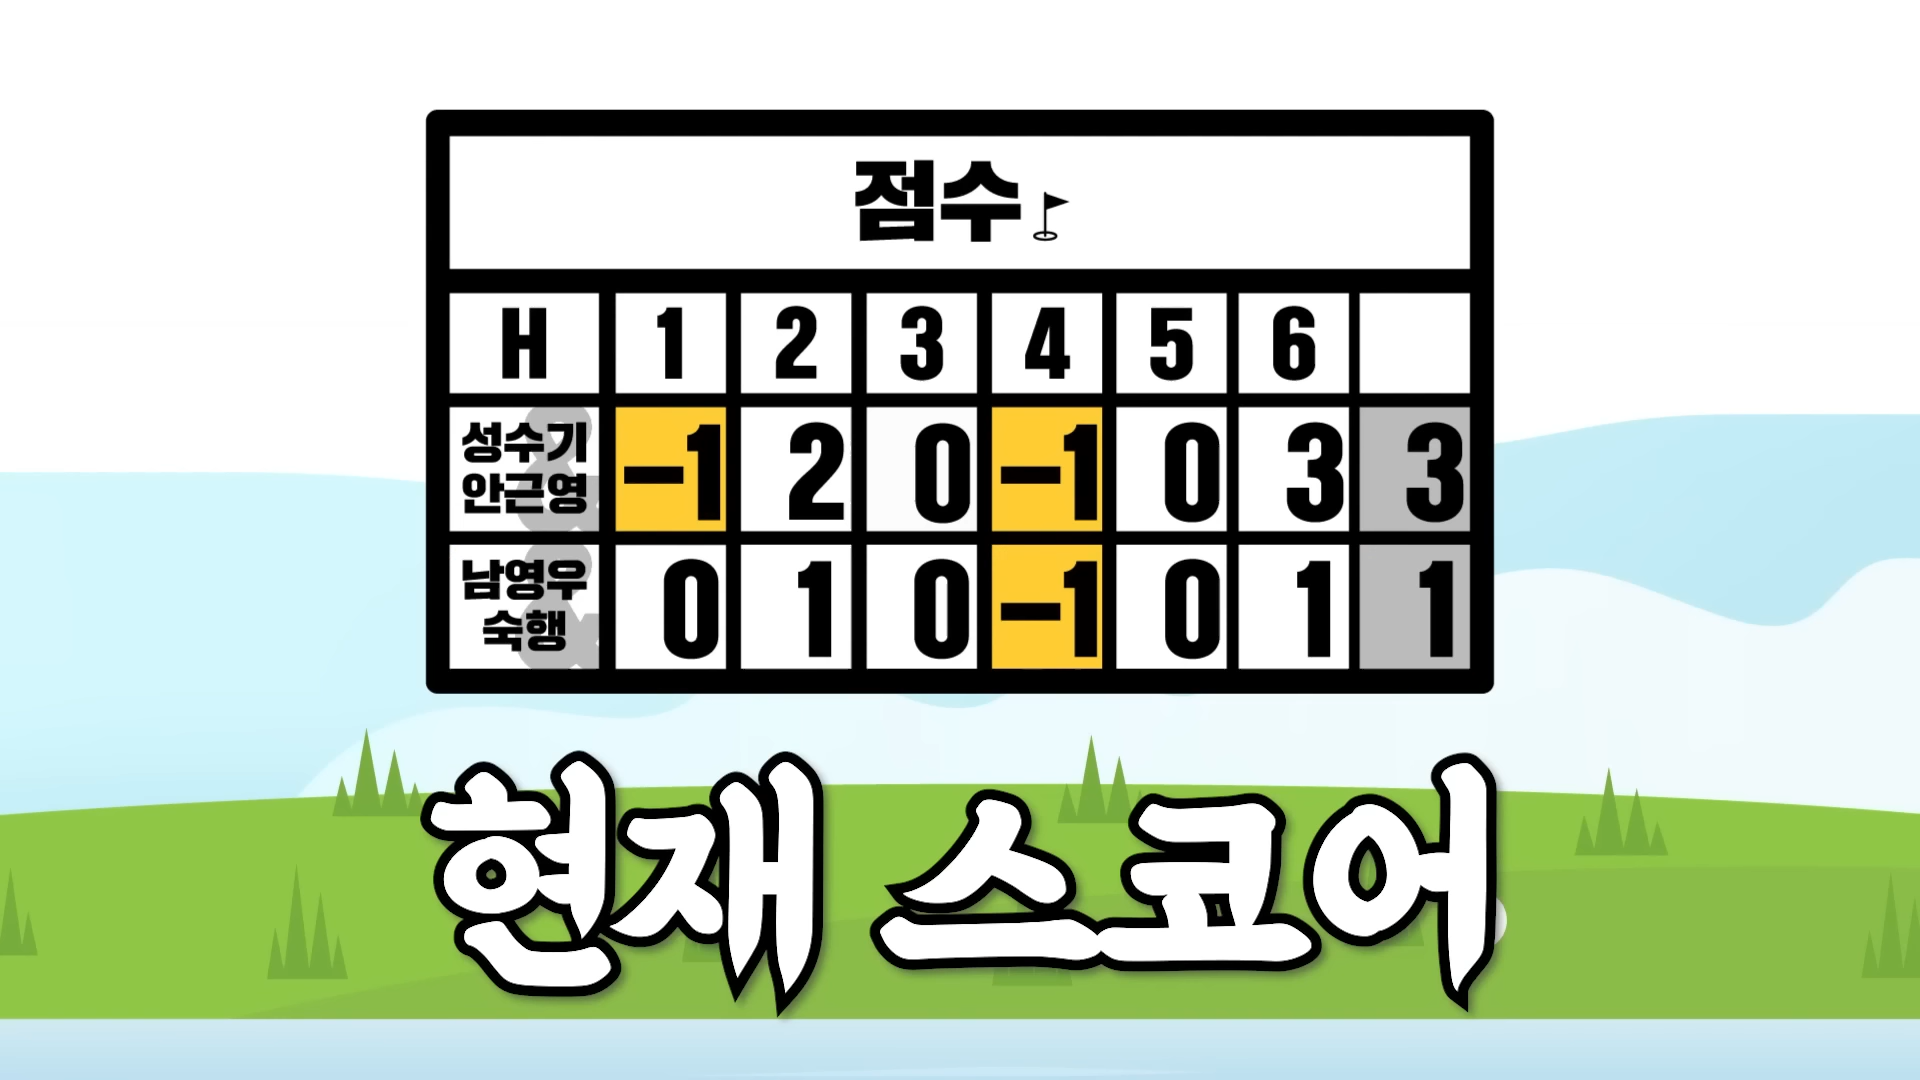 점수
H 1 2 3 4 5 6
성수기
안근영
-1 2 0 -1 0 3 3
남영우
숙행
0 1 0 -1 0 1 1
현재 스코어